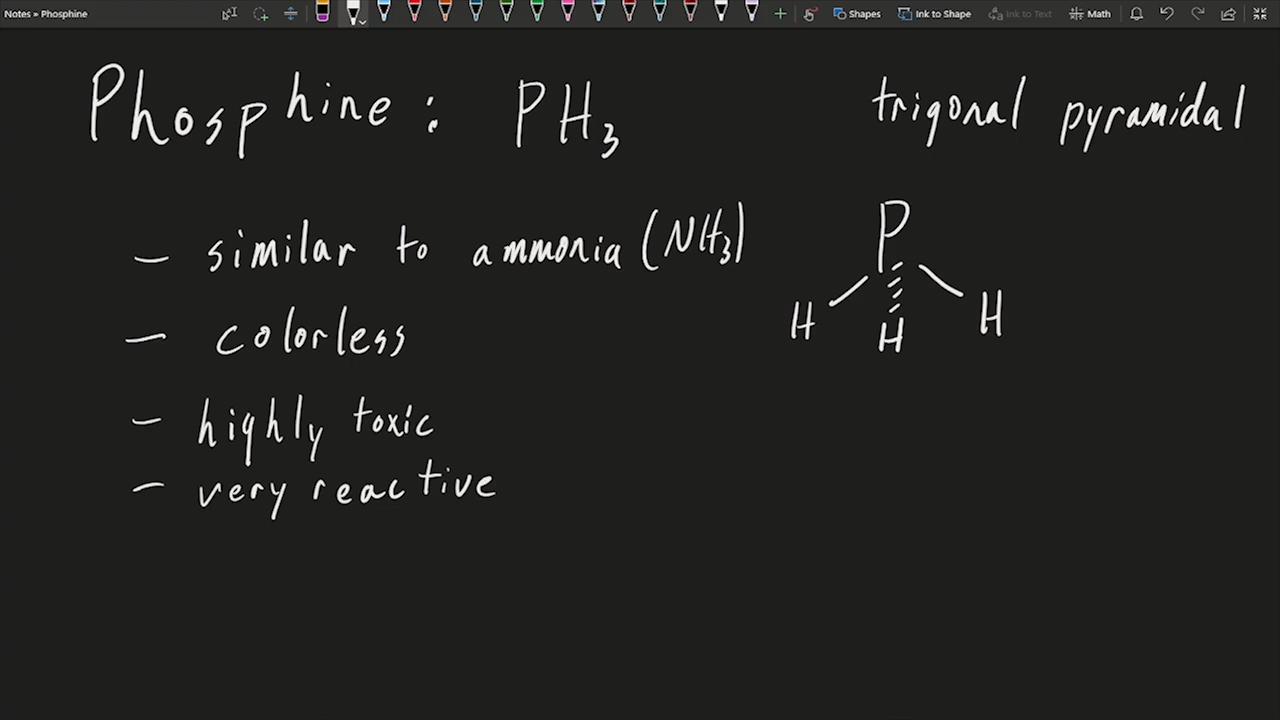 Notes » Phosphine
Shapes
Ink to Shape
Ink to Text
Math
Phosphine: PH₃
trigonal pyramidal
– similar to ammonia (NH₃)
– colorless
– highly toxic
– very reactive
P
H H H